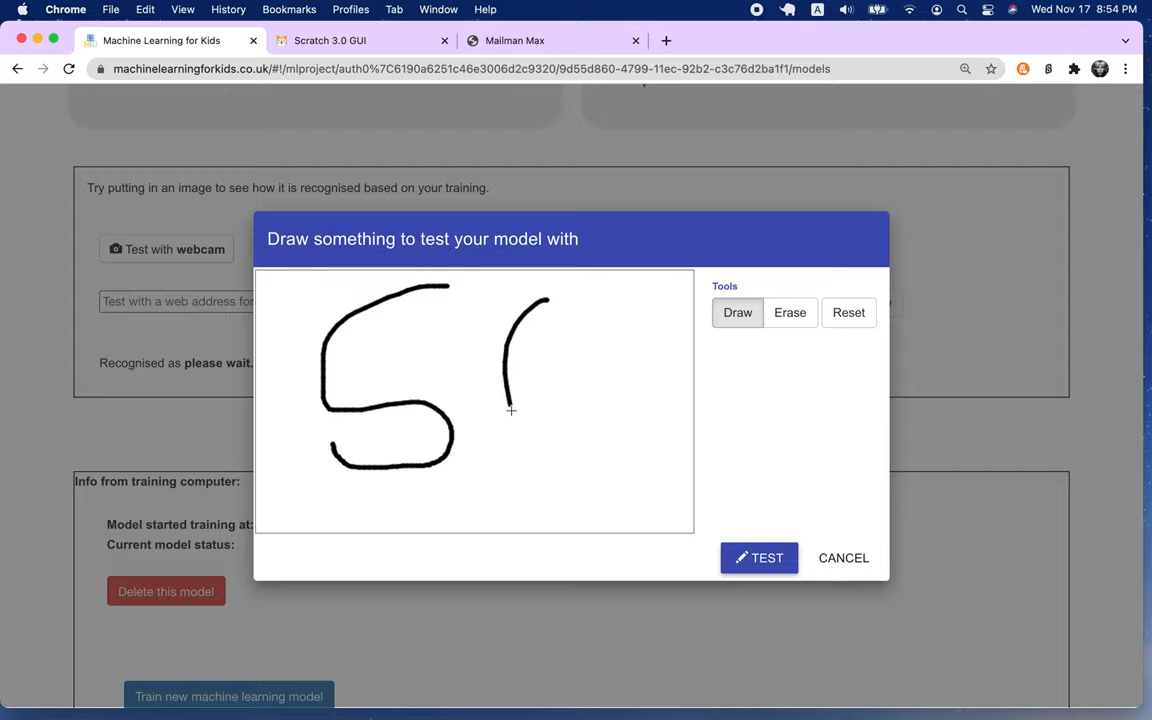 Chrome File Edit View History Bookmarks Profiles Tab Window Help A Wed Nov 17 8:54 PM
Machine Learning for Kids Scratch 3.0 GUI Mailman Max
machinelearningforkids.co.uk/#!/mlproject/auth0%7C6190a6251c46e3006d2c9320/9d55d860-4799-11ec-92b2-c3c76d2ba1f1/models
Try putting in an image to see how it is recognised based on your training.
Draw something to test your model with
Test with webcam
Tools
Test with a web address for
Draw Erase Reset
Recognised as please wait.
5
Info from training computer:
Model started training at:
Current model status:
TEST CANCEL
Delete this model
Train new machine learning model